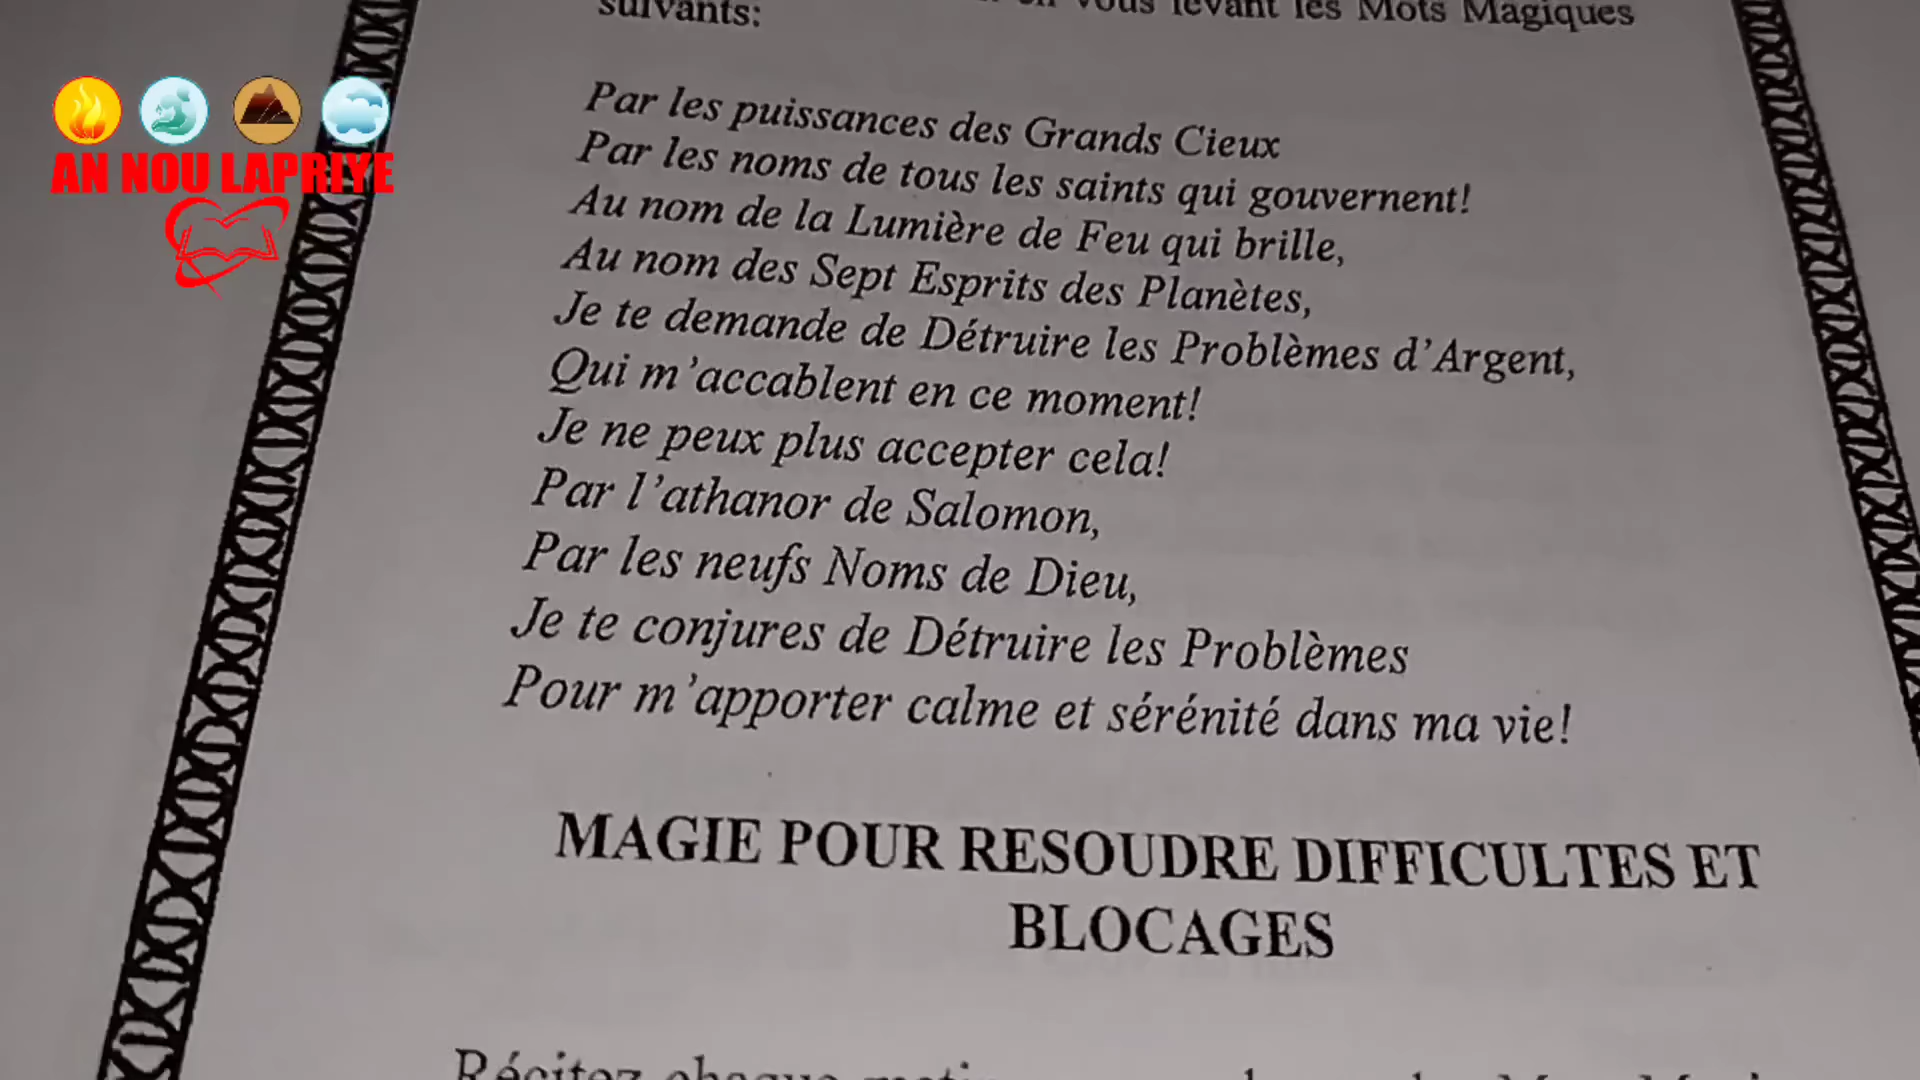 vous levant les Mots Magiques
suivants:
AN NOU LAPRIYE
Par les puissances des Grands Cieux
Par les noms de tous les saints qui gouvernent!
Au nom de la Lumière de Feu qui brille,
Au nom des Sept Esprits des Planètes,
Je te demande de Détruire les Problèmes d'Argent,
Qui m'accablent en ce moment!
Je ne peux plus accepter cela!
Par l'athanor de Salomon,
Par les neufs Noms de Dieu,
Je te conjures de Détruire les Problèmes
Pour m'apporter calme et sérénité dans ma vie!
MAGIE POUR RESOUDRE DIFFICULTES ET
BLOCAGES
Récitez chaque